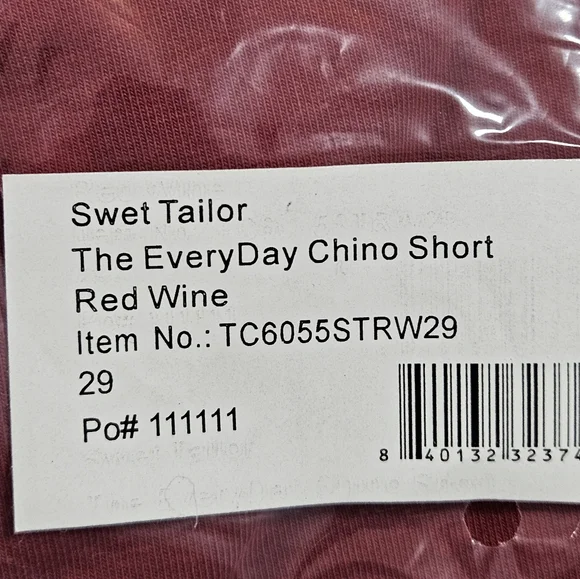 Swet Tailor
The EveryDay Chino Short
Red Wine
Item No.: TC6055STRW29
29
Po# 111111
8 40132 32374